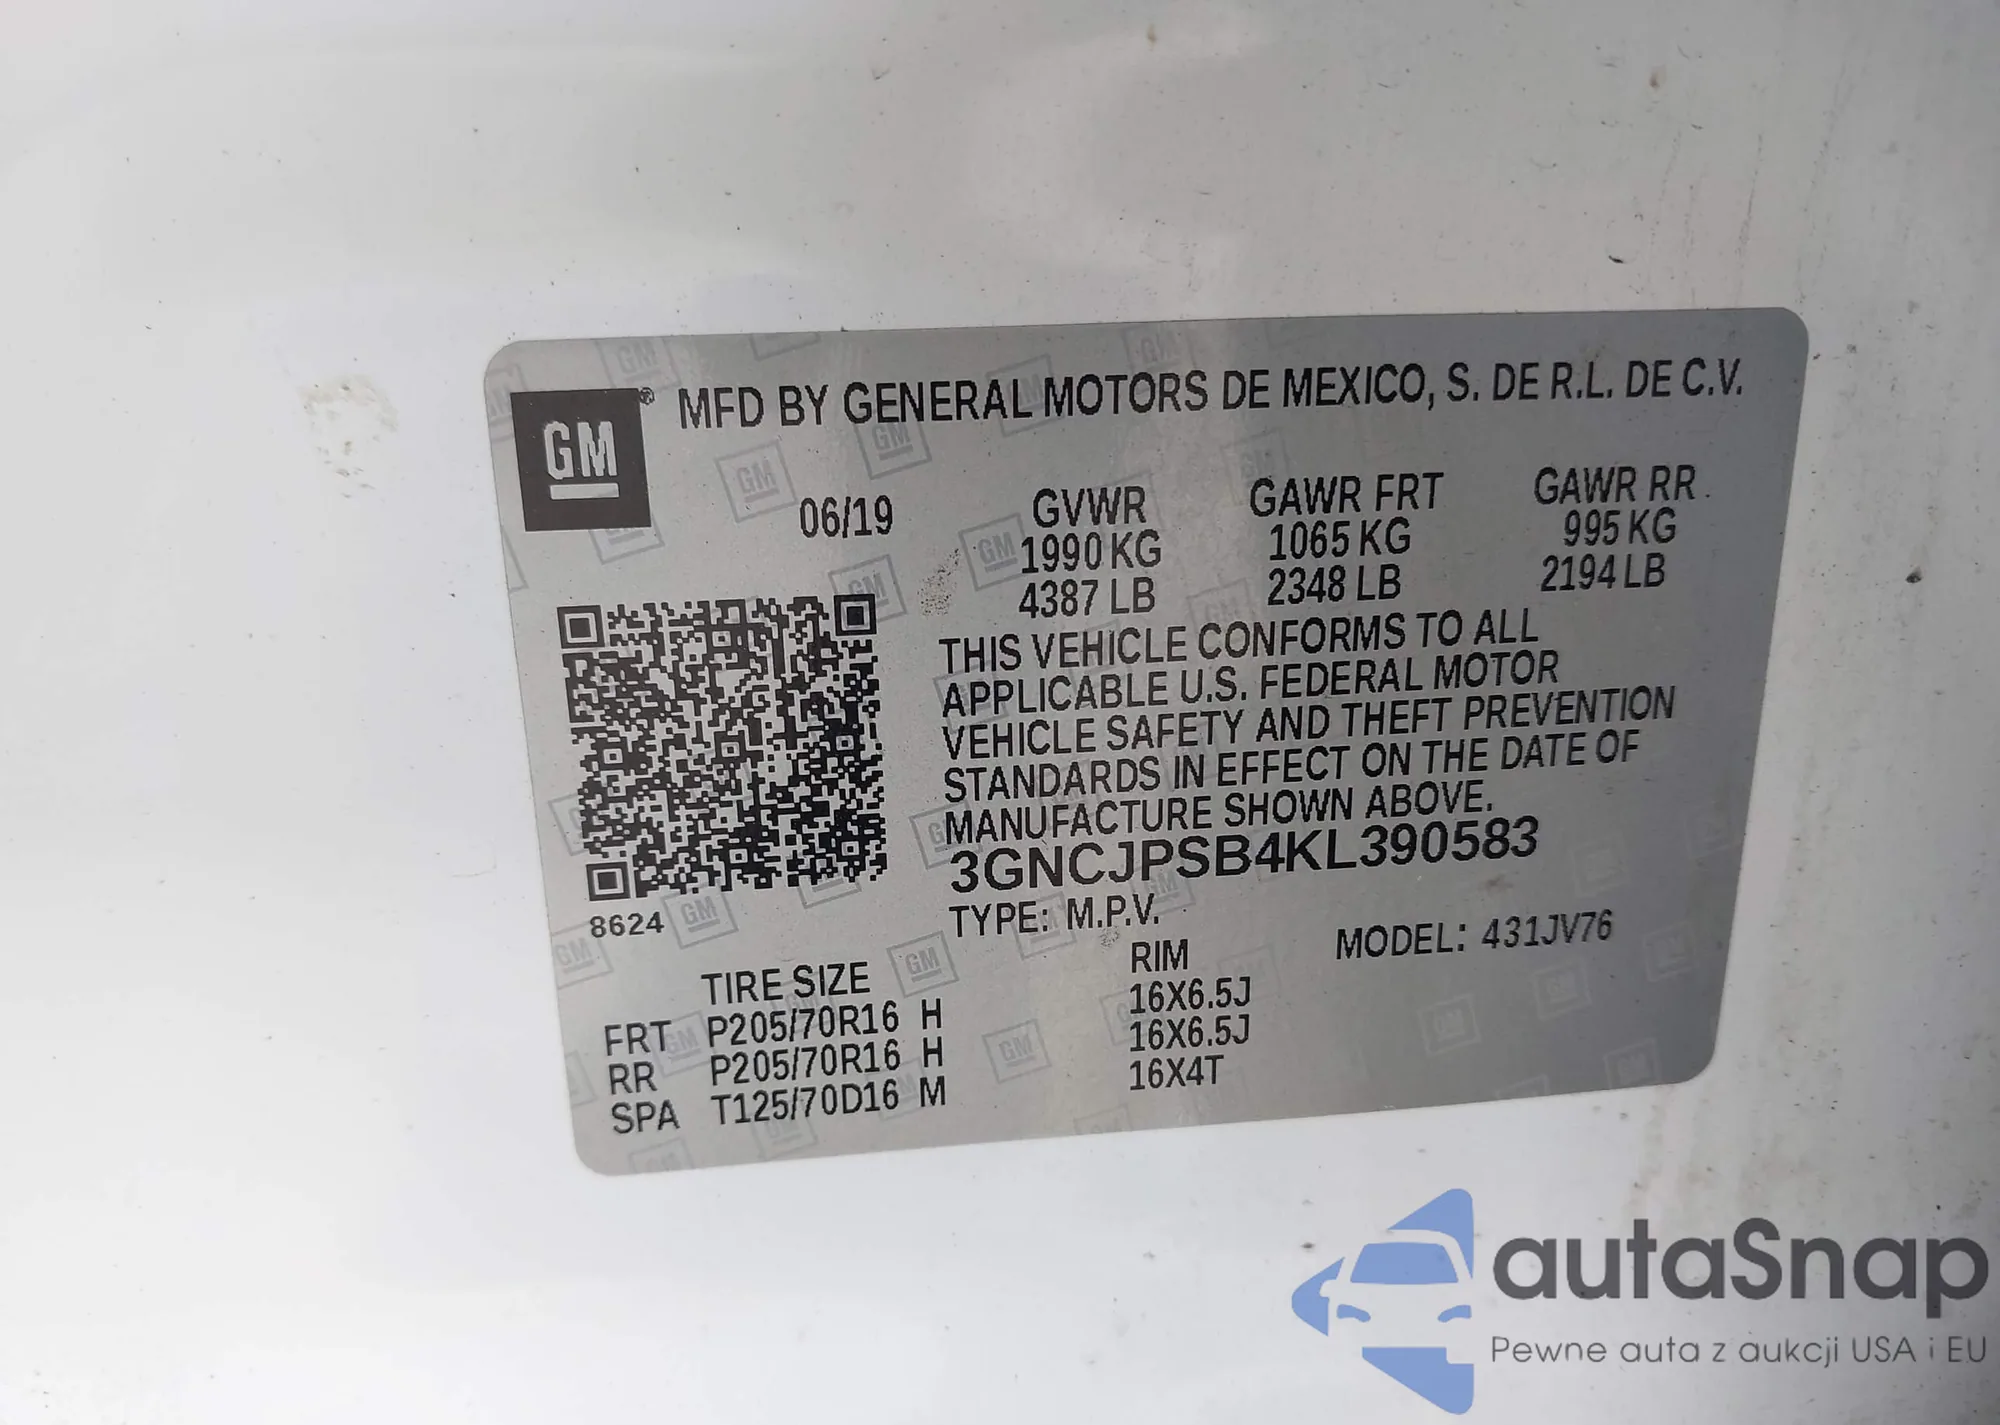 GM® MFD BY GENERAL MOTORS DE MEXICO, S. DE R.L. DE C.V.
06/19 GVWR GAWR FRT GAWR RR
1990 KG 1065 KG 995 KG
4387 LB 2348 LB 2194 LB
THIS VEHICLE CONFORMS TO ALL
APPLICABLE U.S. FEDERAL MOTOR
VEHICLE SAFETY AND THEFT PREVENTION
STANDARDS IN EFFECT ON THE DATE OF
MANUFACTURE SHOWN ABOVE.
3GNCJPSB4KL390583
8624
TYPE: M.P.V. MODEL: 431JV76
TIRE SIZE RIM
FRT P205/70R16 H 16X6.5J
RR P205/70R16 H 16X6.5J
SPA T125/70D16 M 16X4T
autaSnap
Pewne auta z aukcji USA i EU